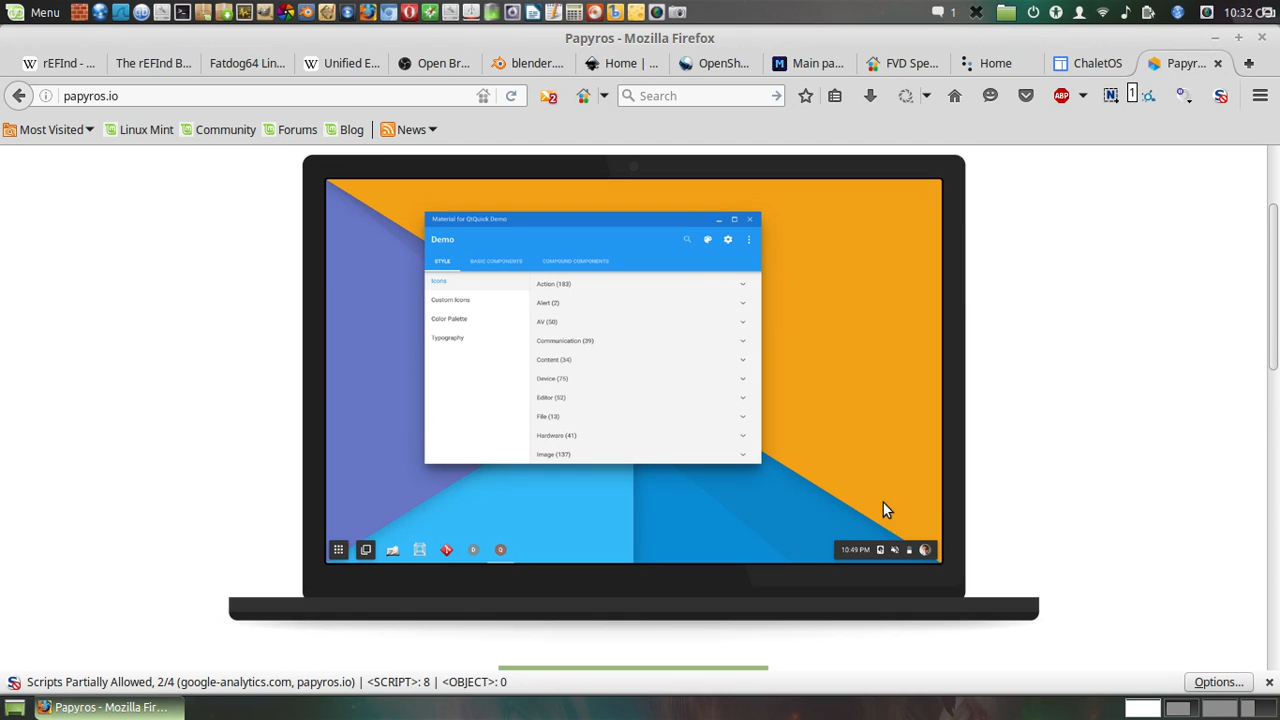 Menu
1
10:32
Papyros - Mozilla Firefox
rEFInd - ...
The rEFInd B...
Fatdog64 Lin...
Unified E...
Open Br...
blender....
Home | ...
OpenSh...
Main pa...
FVD Spe...
Home
ChaletOS
Papyr...
papyros.io
2
Search
ABP
1
Most Visited
Linux Mint
Community
Forums
Blog
News
Material for QtQuick Demo
Demo
STYLE
BASIC COMPONENTS
COMPOUND COMPONENTS
Icons
Custom Icons
Color Palette
Typography
Action (183)
Alert (2)
AV (50)
Communication (39)
Content (34)
Device (75)
Editor (52)
File (13)
Hardware (41)
Image (137)
D
Q
10:49 PM
Scripts Partially Allowed, 2/4 (google-analytics.com, papyros.io) | <SCRIPT>: 8 | <OBJECT>: 0
Options...
Papyros - Mozilla Fir...